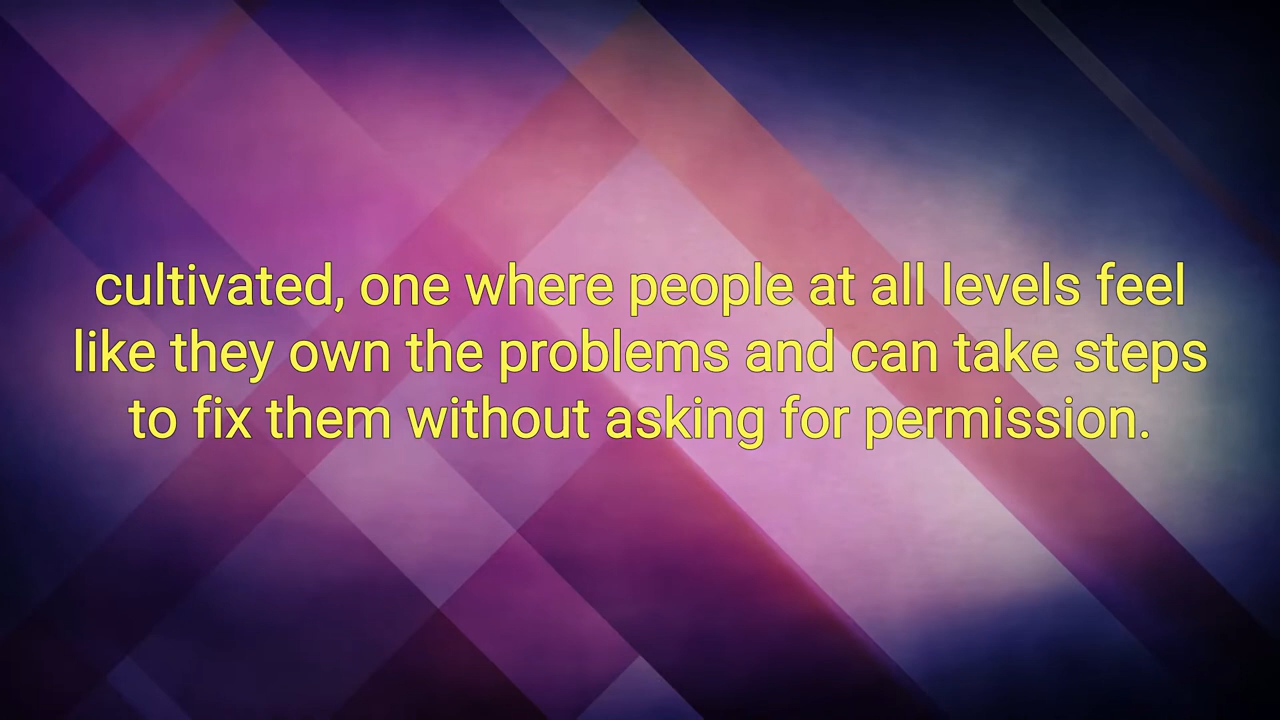 cultivated, one where people at all levels feel
like they own the problems and can take steps
to fix them without asking for permission.